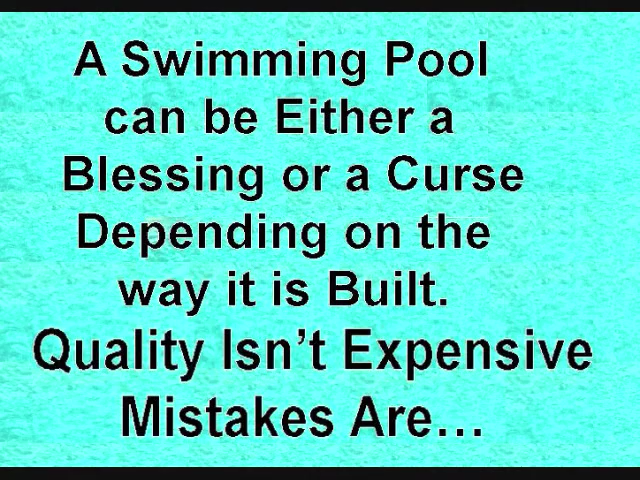 A Swimming Pool
can be Either a
Blessing or a Curse
Depending on the
way it is Built.
Quality Isn’t Expensive
Mistakes Are...